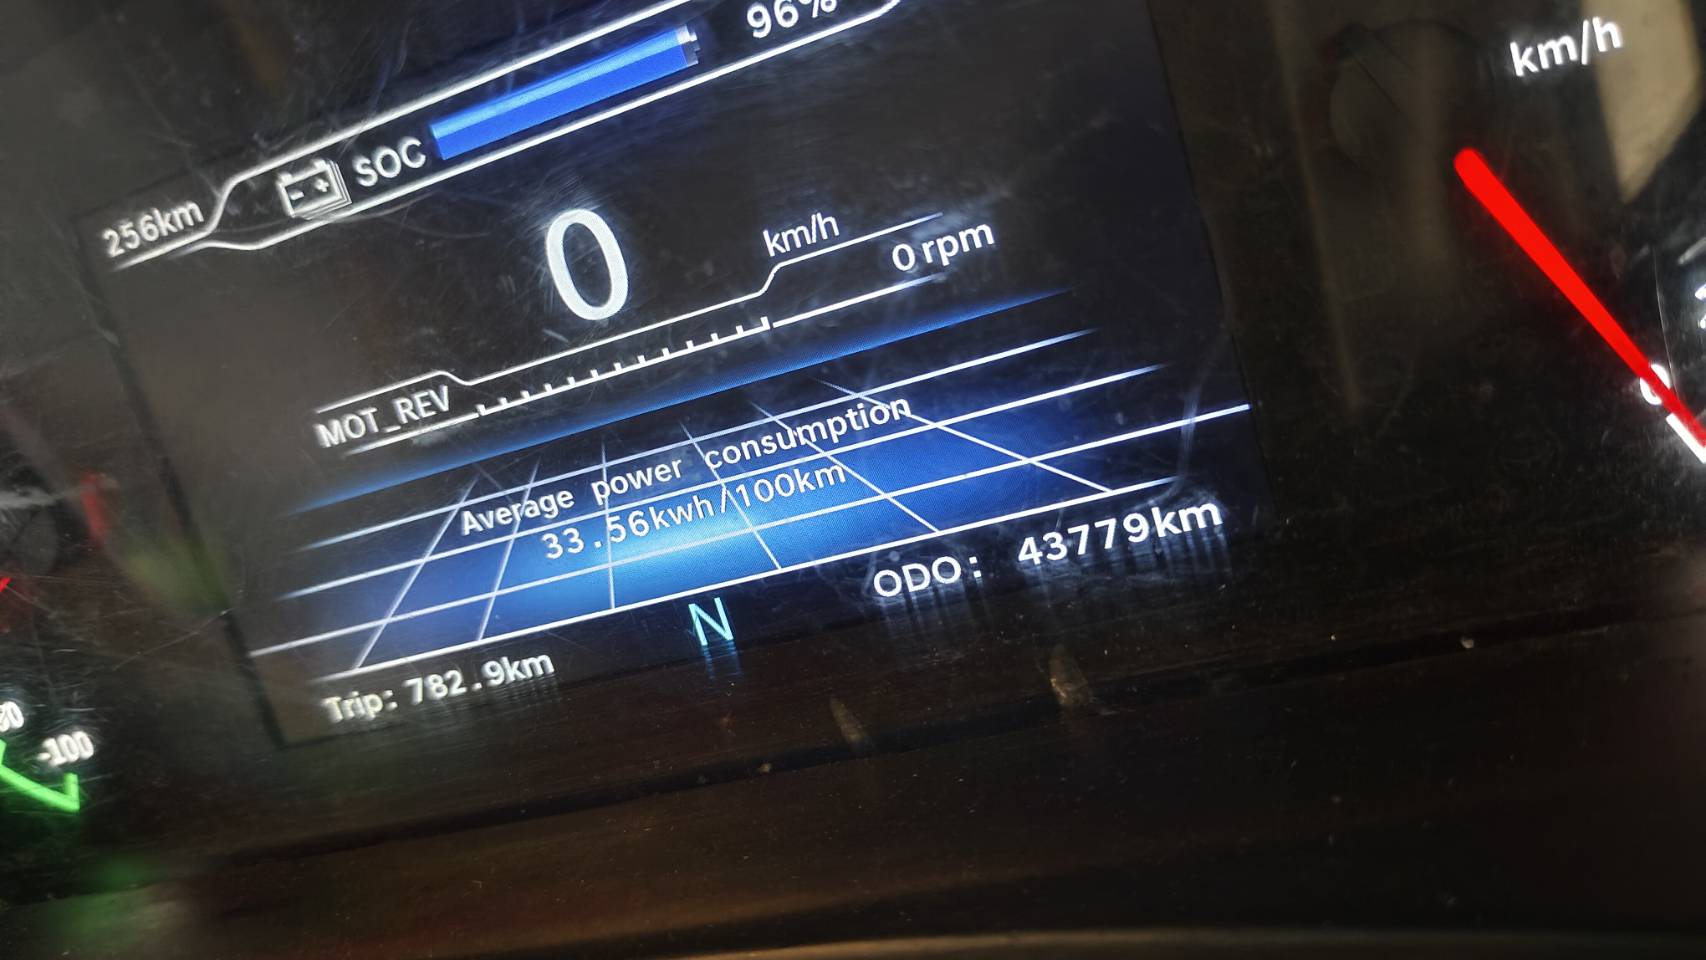 96%
km/h
SOC
256km
0
km/h
0 rpm
MOT_REV
Average power consumption
33.56kwh/100km
0
ODO: 43779km
N
Trip: 782.9km
-100